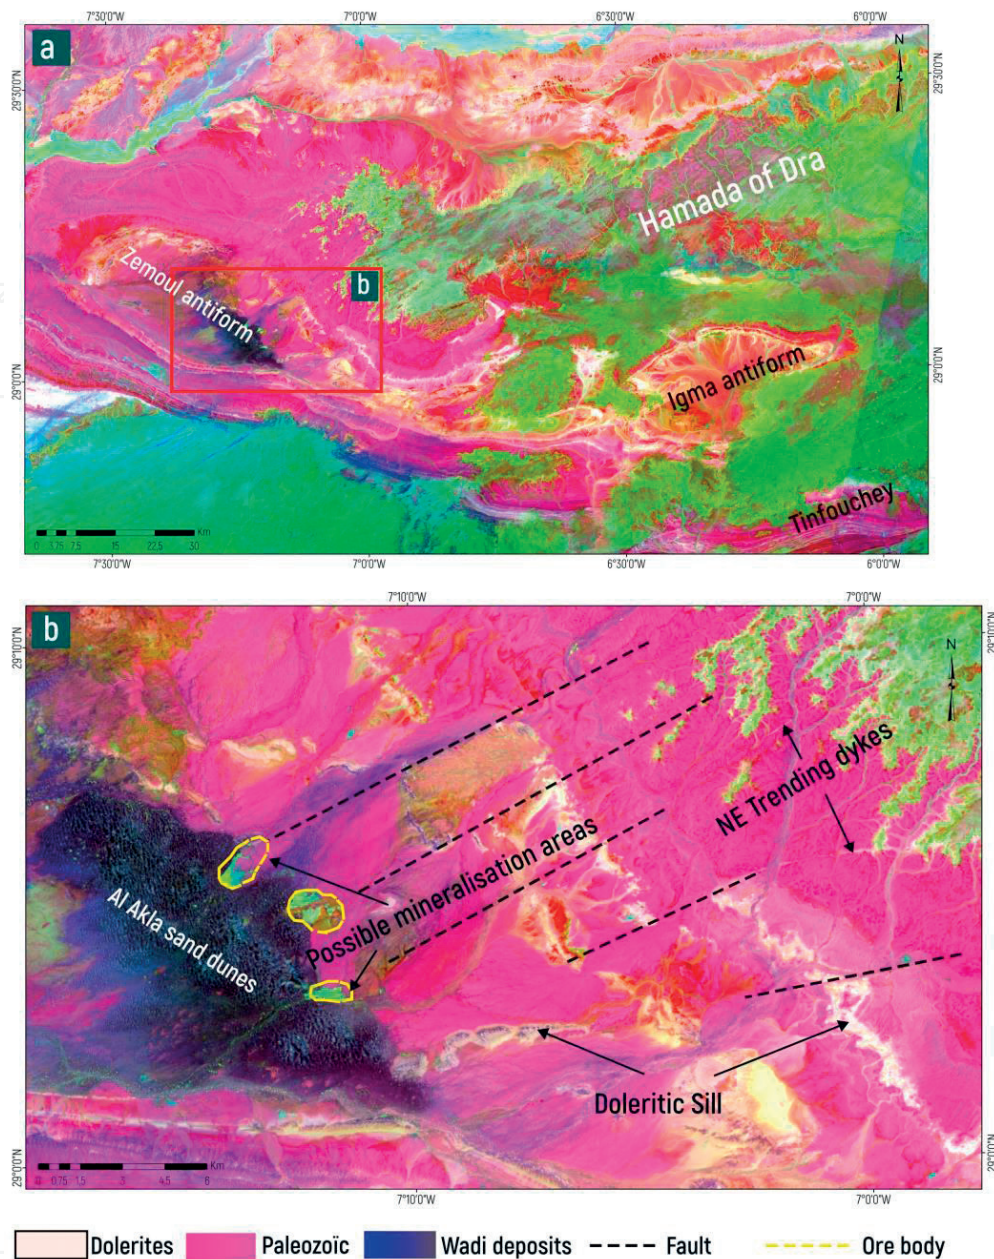 7°30'0"W 7°0'0"W 6°30'0"W 6°0'0"W
a
N
29°30'0"N
29°30'0"N
Hamada of Dra
Zemoul antiform
b
29°0'0"N
29°0'0"N
Igma antiform
Tinfouchey
Km
0 3.75 7.5 15 22.5 30
7°30'0"W 7°0'0"W 6°30'0"W 6°0'0"W
7°10'0"W 7°0'0"W
b
N
29°10'0"N
29°10'0"N
NE Trending dykes
Possible mineralisation areas
Al Akla sand dunes
Doleritic Sill
29°0'0"N
29°0'0"N
Km
0 0.75 1.5 3 4.5 6
7°10'0"W 7°0'0"W
Dolerites Paleozoïc Wadi deposits Fault Ore body